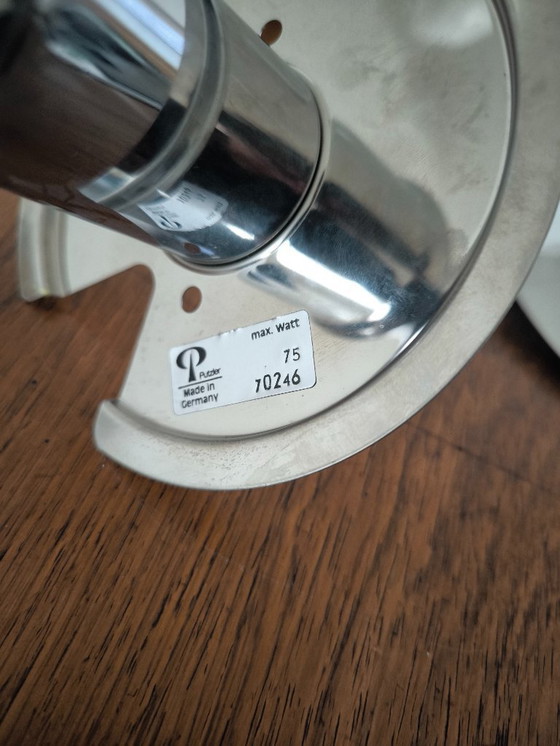 max. Watt
75
Putzler
Made in
Germany
70246